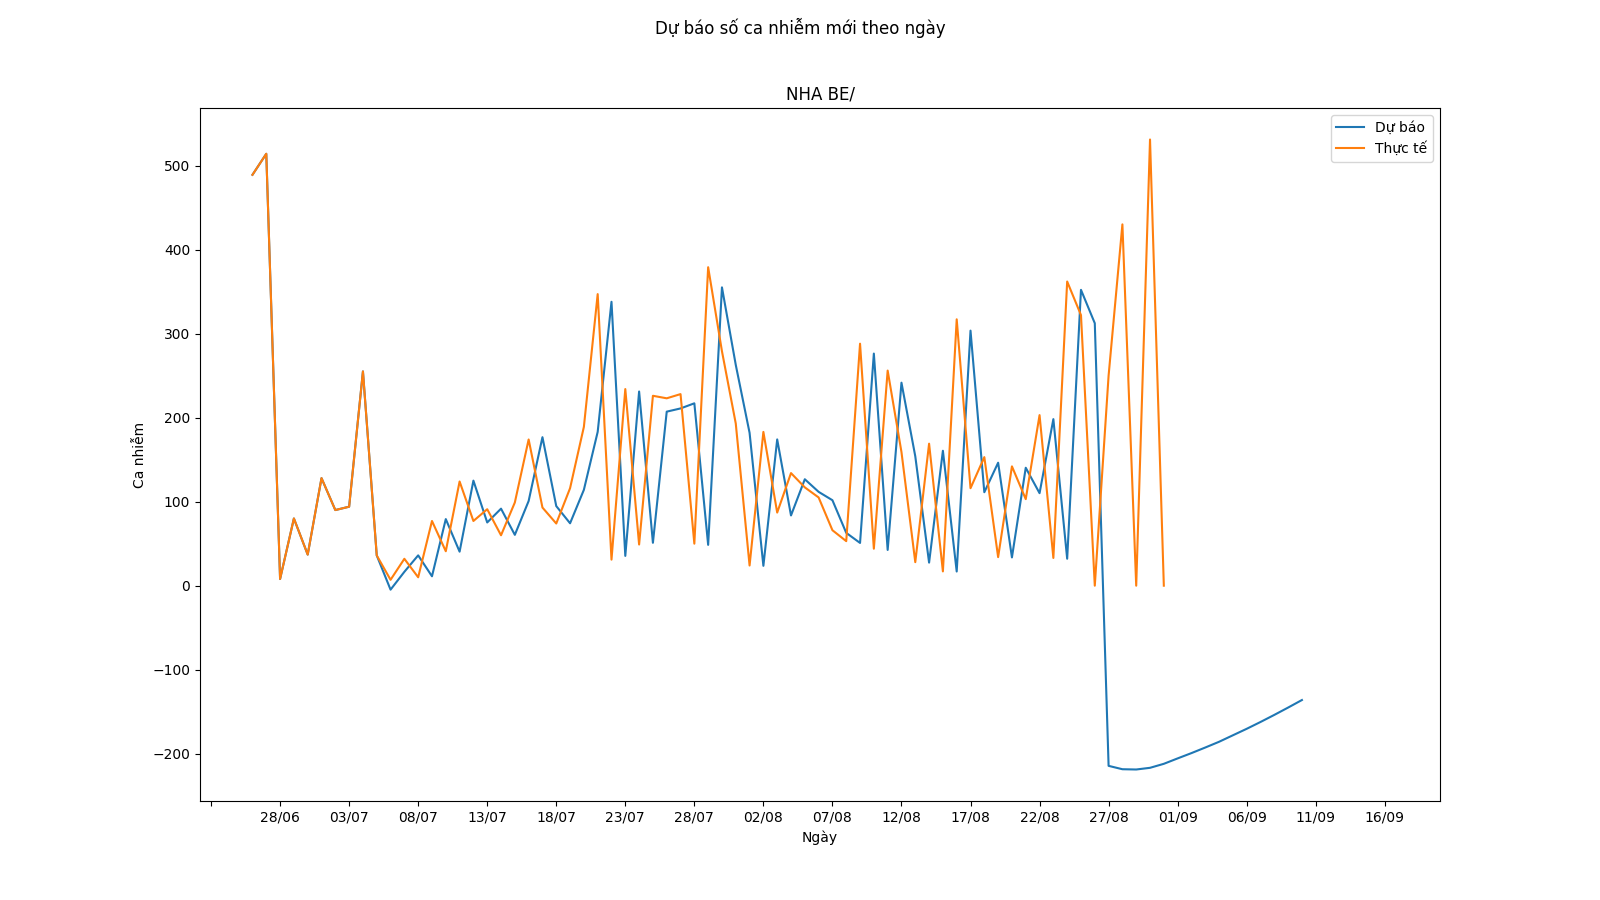 Dự báo số ca nhiễm mới theo ngày
NHA BE/
Dự báo
Thực tế
500
400
300
200
100
0
−100
−200
Ca nhiễm
28/06 03/07 08/07 13/07 18/07 23/07 28/07 02/08 07/08 12/08 17/08 22/08 27/08 01/09 06/09 11/09 16/09
Ngày